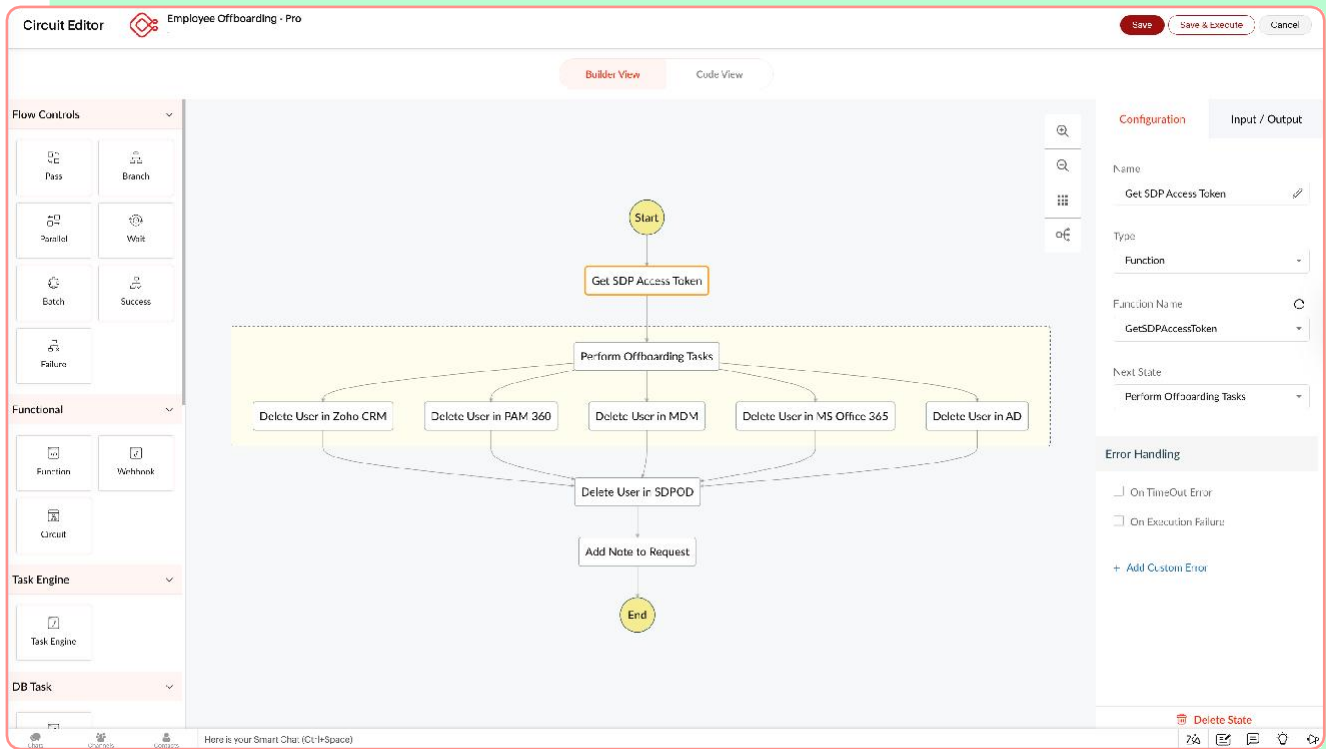 Circuit Editor
Employee Offboarding - Pro
Save
Save & Execute
Cancel
Builder View
Code View
Flow Controls
Pass
Branch
Parallel
Wait
Batch
Success
Failure
Functional
Function
Webhook
Circuit
Task Engine
Task Engine
DB Task
Start
Get SDP Access Token
Perform Offboarding Tasks
Delete User in Zoho CRM
Delete User in PAM 360
Delete User in MDM
Delete User in MS Office 365
Delete User in AD
Delete User in SDPOD
Add Note to Request
End
Configuration
Input / Output
Name
Get SDP Access Token
Type
Function
Function Name
GetSDPAccessToken
Next State
Perform Offboarding Tasks
Error Handling
On TimeOut Error
On Execution Failure
+ Add Custom Error
Delete State
Chats
Channels
Contacts
Here is your Smart Chat (Ctrl+Space)